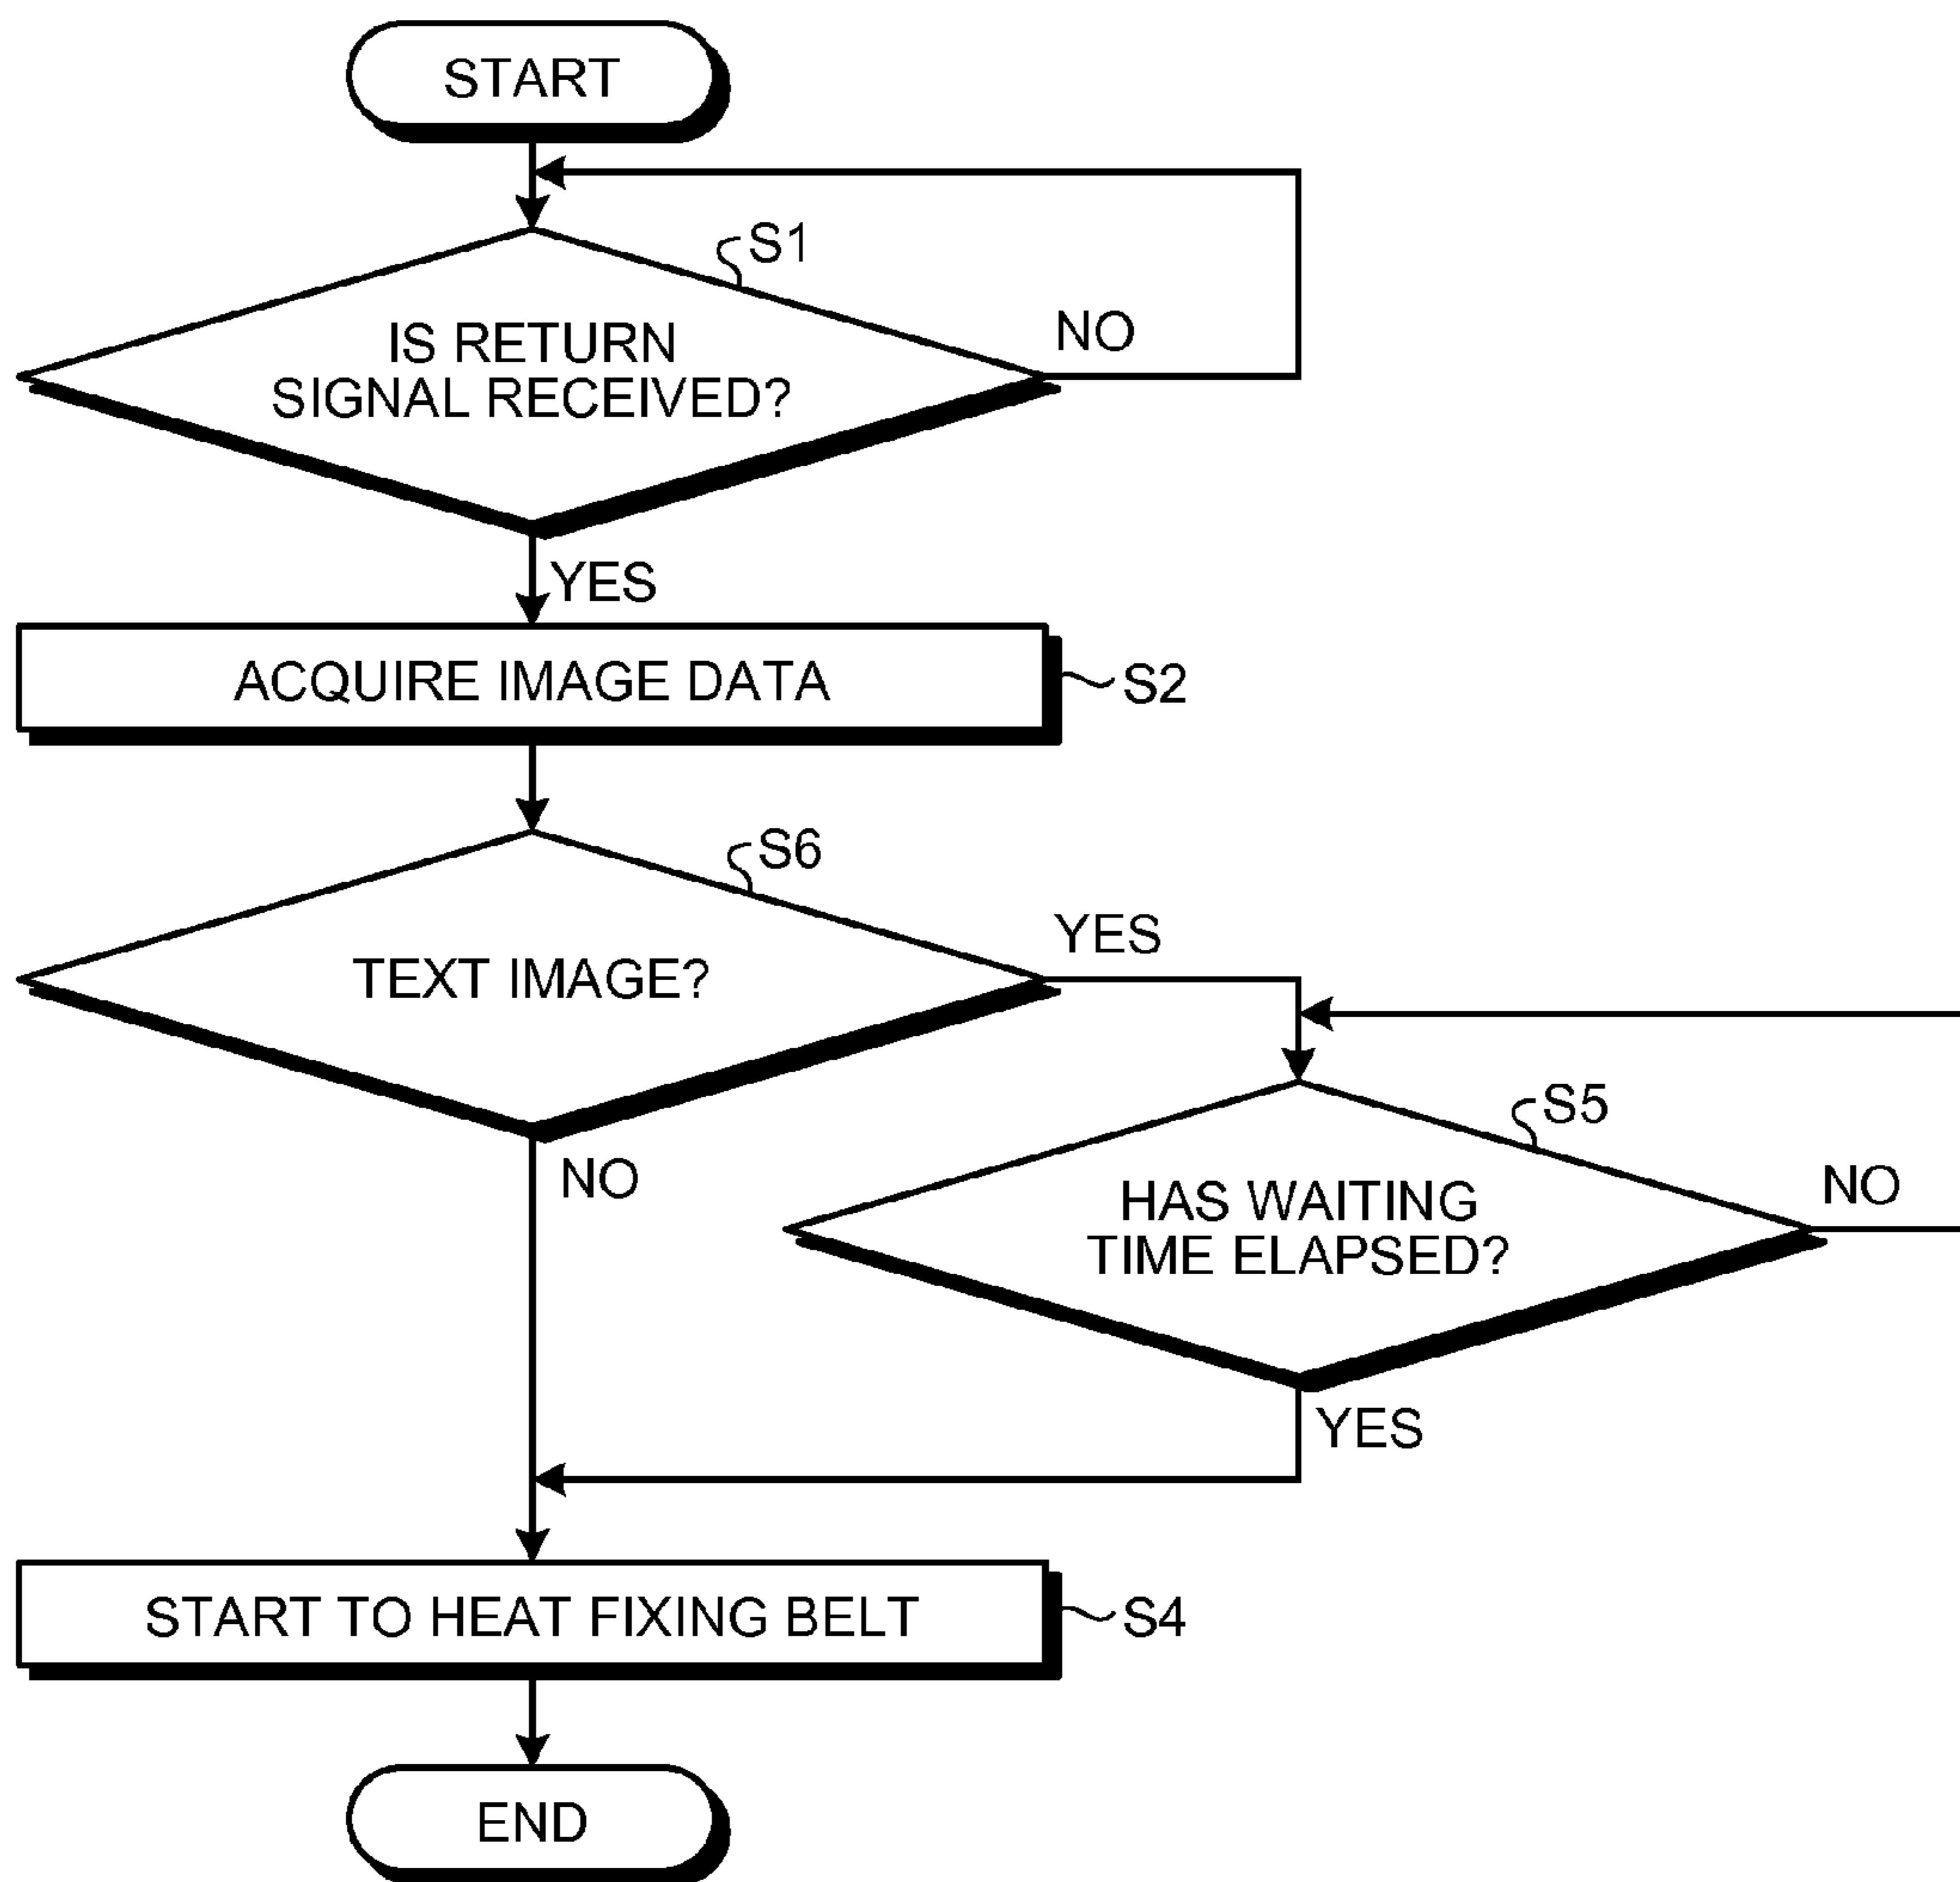 START
S1
IS RETURN
SIGNAL RECEIVED?
NO
YES
ACQUIRE IMAGE DATA
S2
S6
TEXT IMAGE?
YES
NO
S5
HAS WAITING
TIME ELAPSED?
NO
YES
START TO HEAT FIXING BELT
S4
END